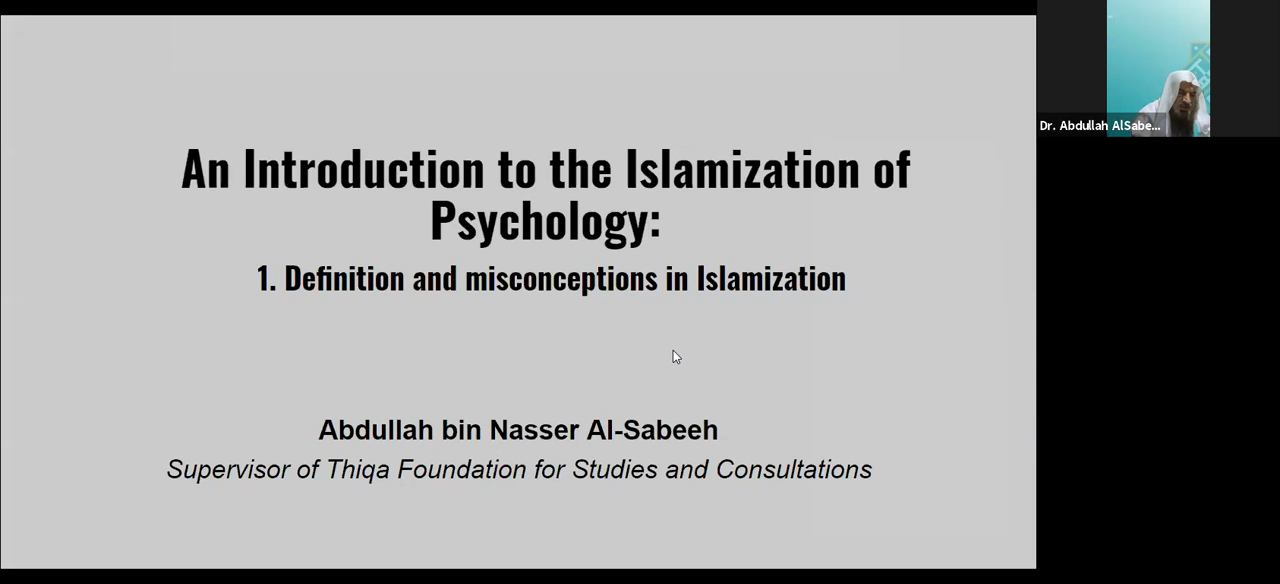 An Introduction to the Islamization of
Psychology:
1. Definition and misconceptions in Islamization
Abdullah bin Nasser Al-Sabeeh
Supervisor of Thiqa Foundation for Studies and Consultations
Dr. Abdullah AlSabe...